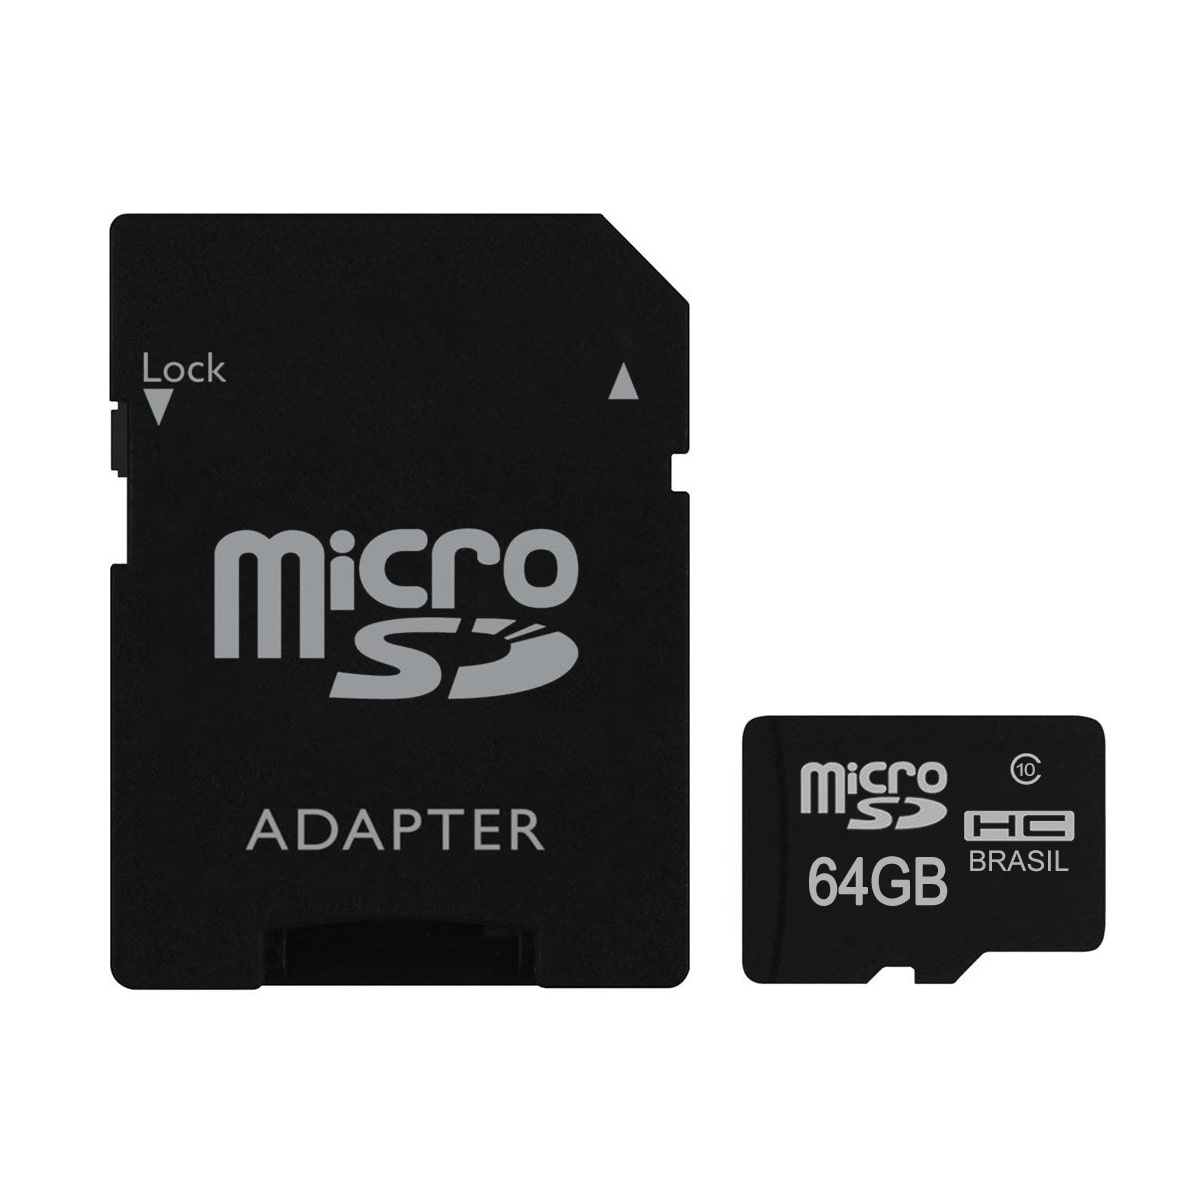 Lock
micro
SD
ADAPTER
micro
SD
10
HC
64GB
BRASIL